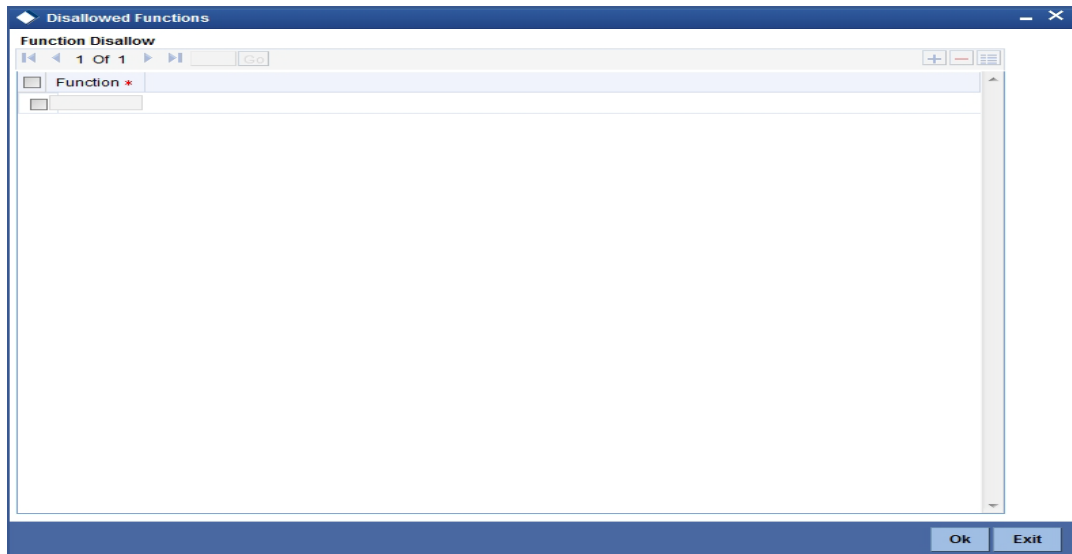 Disallowed Functions
Function Disallow
1 Of 1 Go
Function *
Ok Exit